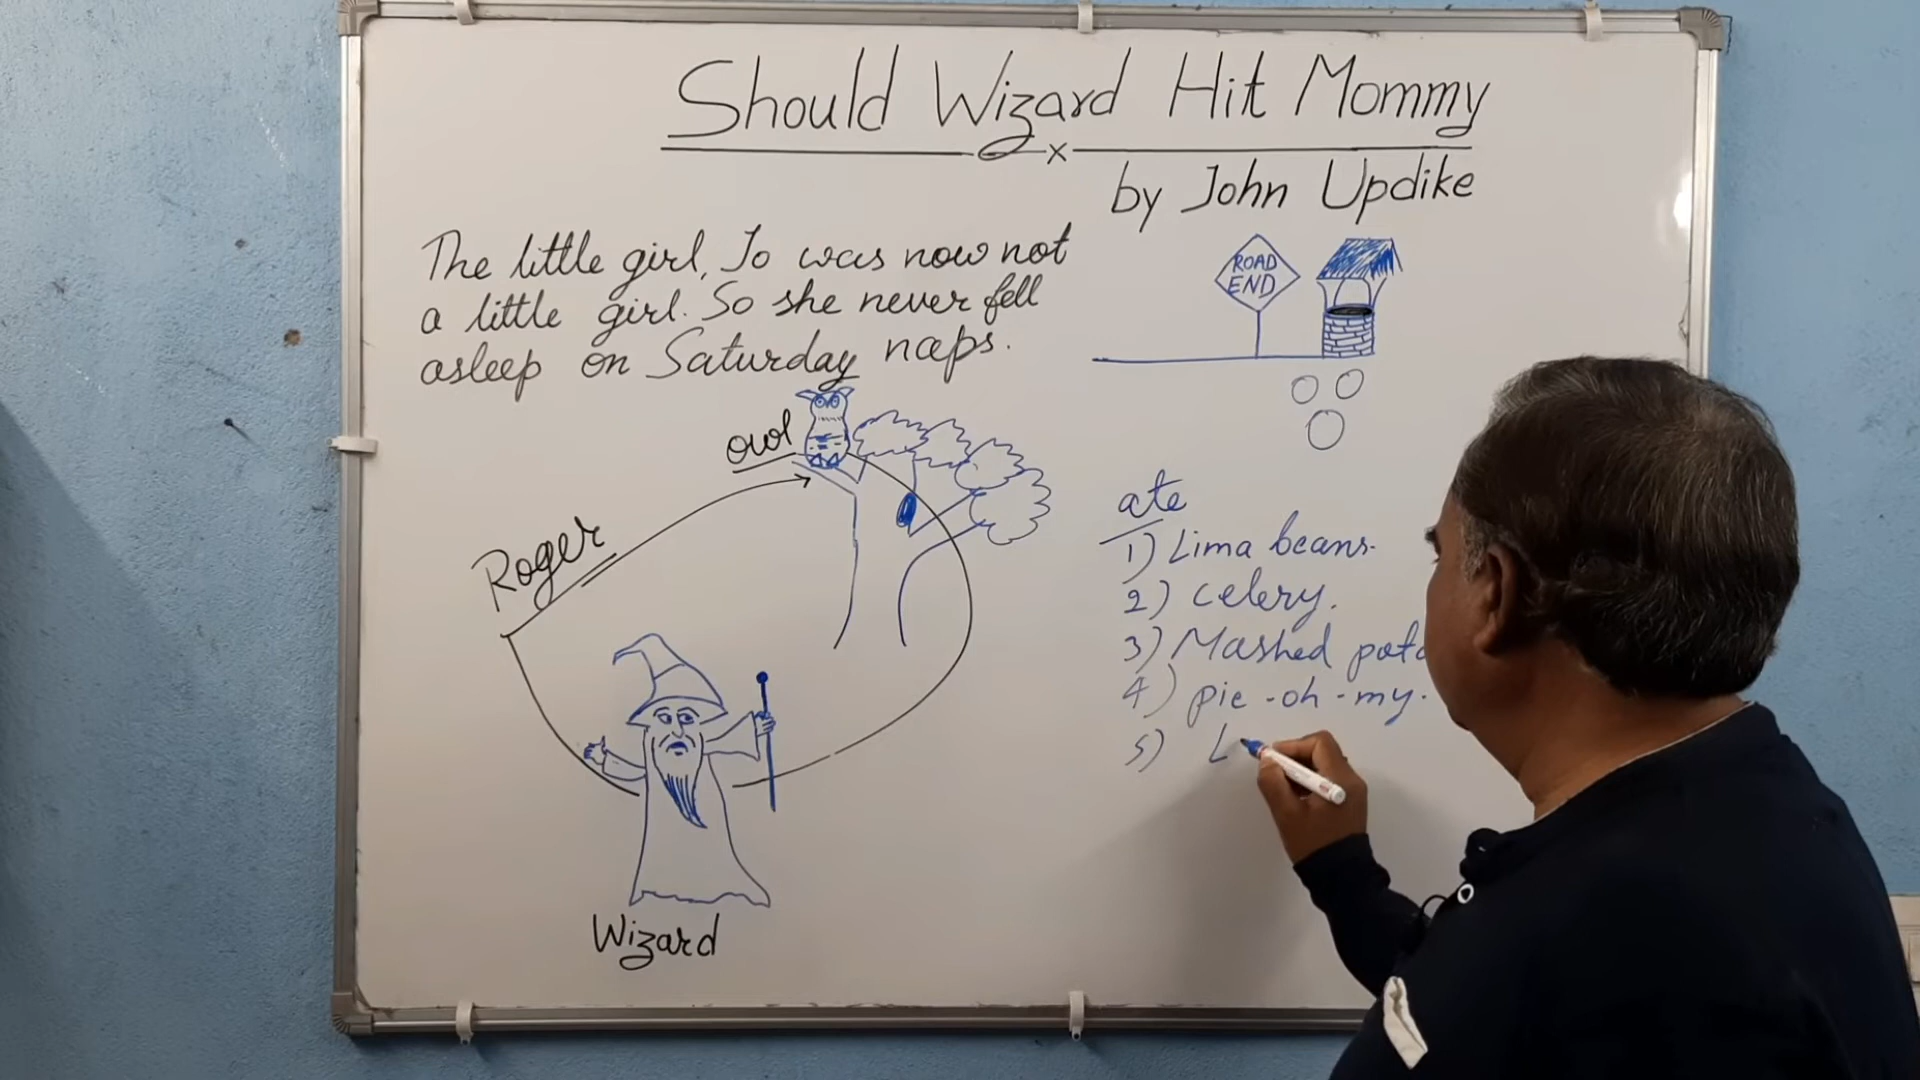 Should Wizard Hit Mommy
by John Updike
The little girl, Jo was now not
a little girl. So she never fell
asleep on Saturday naps.
ROAD
END
owl
Roger
Wizard
ate
1) Lima beans.
2) celery.
3) Mashed
4) pie-oh-my.
5) L